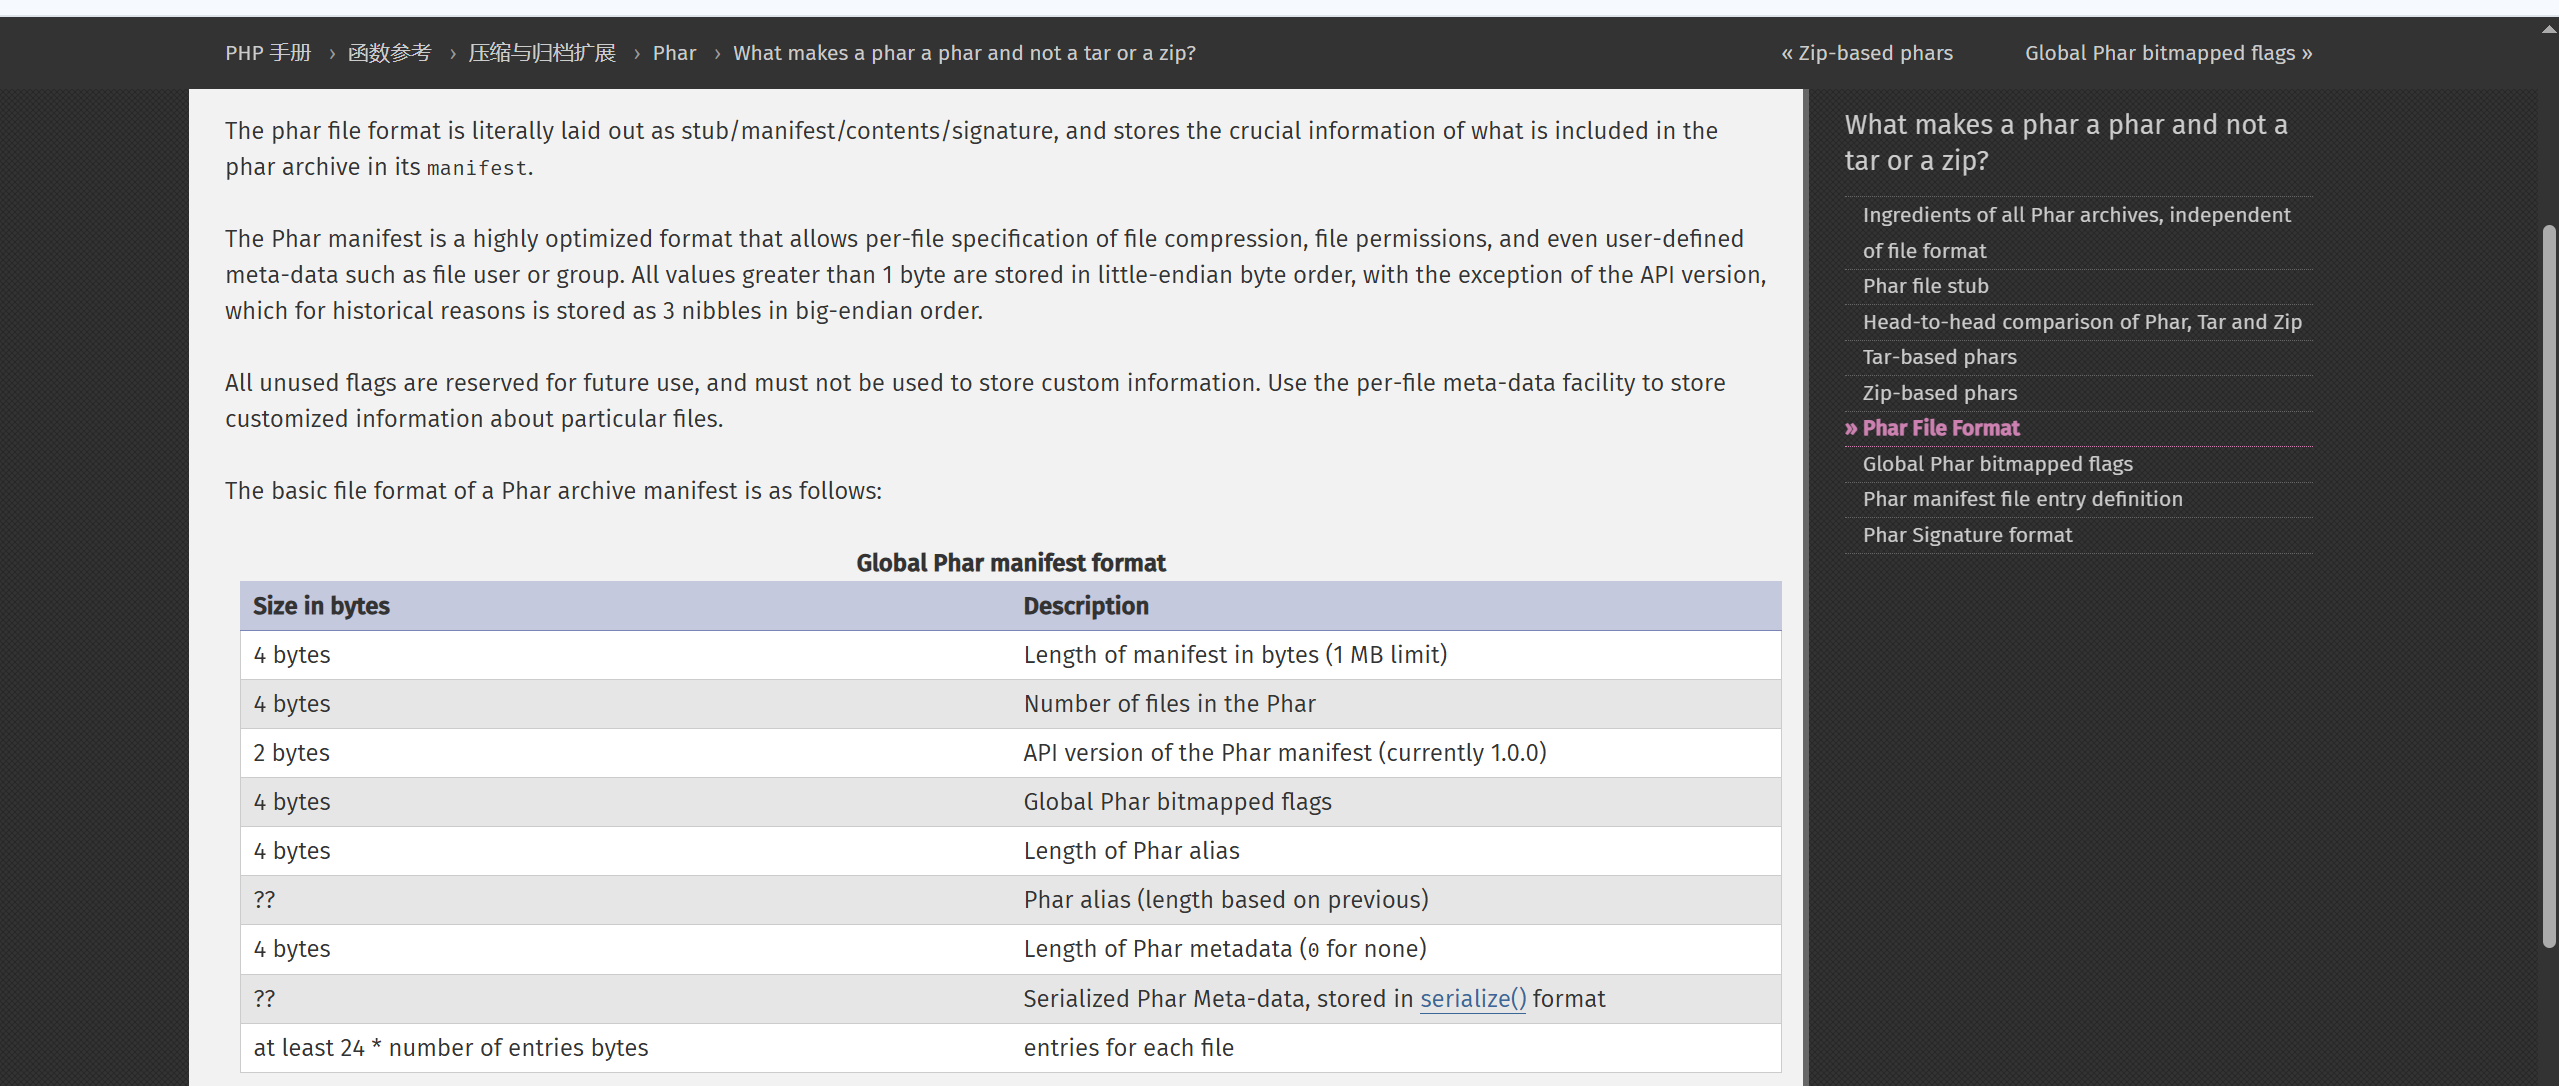 PHP 手册 › 函数参考 › 压缩与归档扩展 › Phar › What makes a phar a phar and not a tar or a zip?
« Zip-based phars
Global Phar bitmapped flags »
The phar file format is literally laid out as stub/manifest/contents/signature, and stores the crucial information of what is included in the
phar archive in its manifest.
The Phar manifest is a highly optimized format that allows per-file specification of file compression, file permissions, and even user-defined
meta-data such as file user or group. All values greater than 1 byte are stored in little-endian byte order, with the exception of the API version,
which for historical reasons is stored as 3 nibbles in big-endian order.
All unused flags are reserved for future use, and must not be used to store custom information. Use the per-file meta-data facility to store
customized information about particular files.
The basic file format of a Phar archive manifest is as follows:
Global Phar manifest format
Size in bytes Description
4 bytes Length of manifest in bytes (1 MB limit)
4 bytes Number of files in the Phar
2 bytes API version of the Phar manifest (currently 1.0.0)
4 bytes Global Phar bitmapped flags
4 bytes Length of Phar alias
?? Phar alias (length based on previous)
4 bytes Length of Phar metadata (0 for none)
?? Serialized Phar Meta-data, stored in serialize() format
at least 24 * number of entries bytes entries for each file
What makes a phar a phar and not a
tar or a zip?
Ingredients of all Phar archives, independent
of file format
Phar file stub
Head-to-head comparison of Phar, Tar and Zip
Tar-based phars
Zip-based phars
» Phar File Format
Global Phar bitmapped flags
Phar manifest file entry definition
Phar Signature format